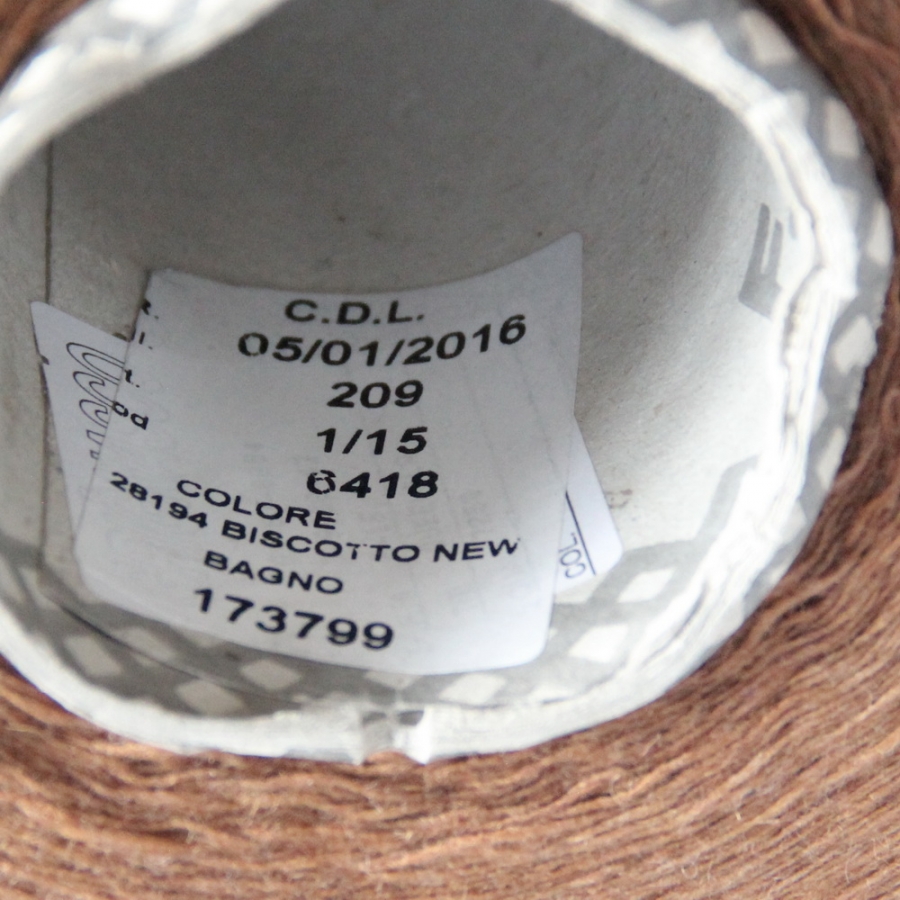 C.D.L.
05/01/2016
209
1/15
6418
COLORE
28194 BISCOTTO NEW
BAGNO
173799